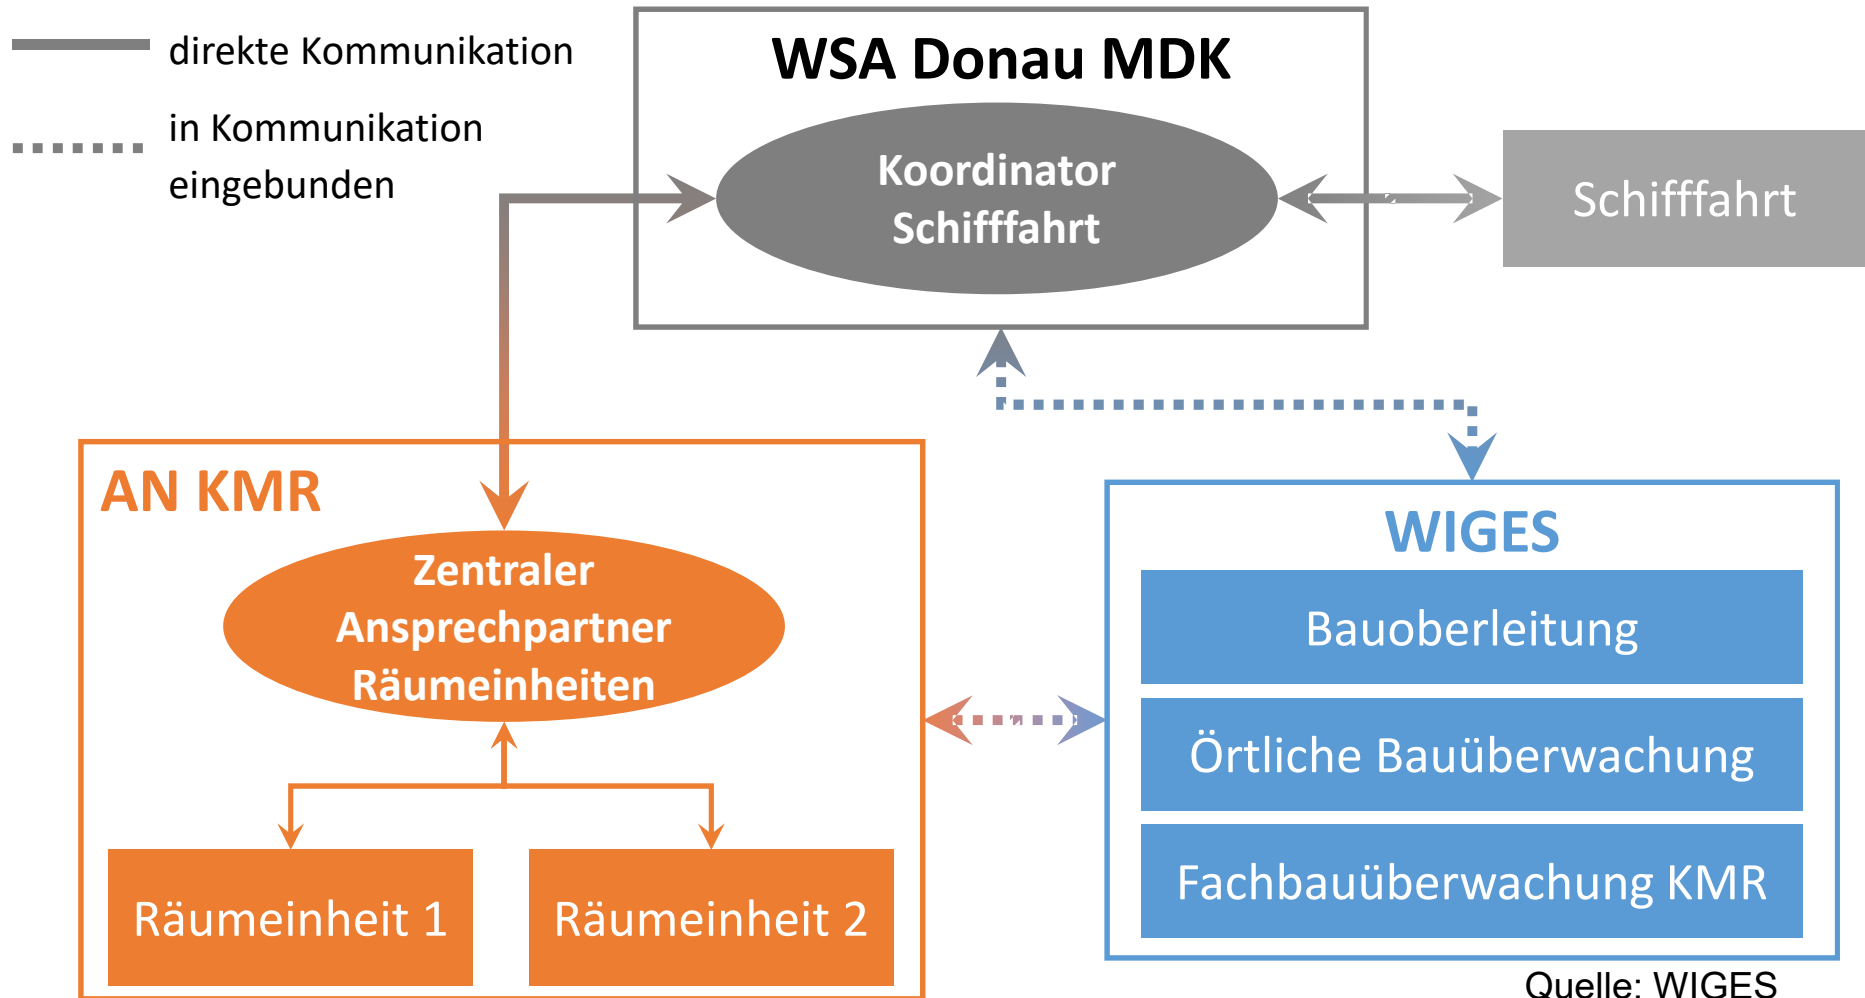 direkte Kommunikation
in Kommunikation
eingebunden
WSA Donau MDK
Koordinator
Schifffahrt
Schifffahrt
AN KMR
Zentraler
Ansprechpartner
Räumeinheiten
Räumeinheit 1
Räumeinheit 2
WIGES
Bauoberleitung
Örtliche Bauüberwachung
Fachbauüberwachung KMR
Quelle: WIGES